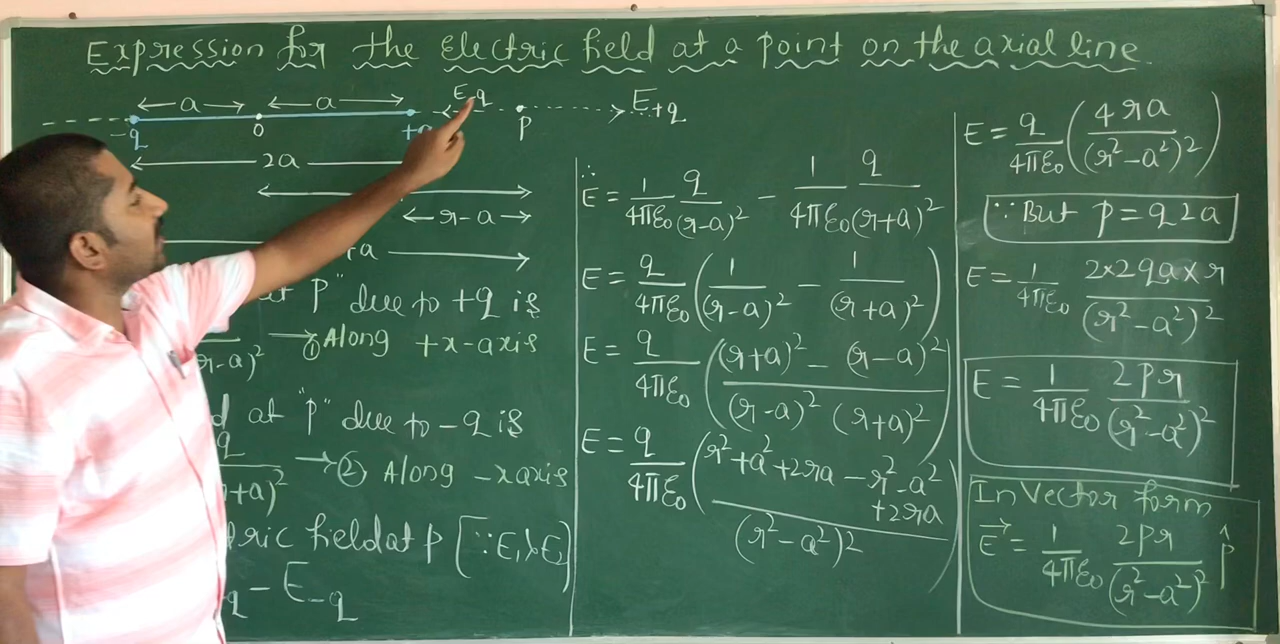 Expression for the Electric field at a point on the axial line
a a E-q E+q
-q O P
2a
r-a
"P" due to +q is
r-a)² → ① Along +x-axis
at "P" due to -q is
q
+a)² → ② Along -xaxis
field at P [∵E₁>E₂]
- E-q
∴
E = 1/4πε₀ q/(r-a)² - 1/4πε₀ q/(r+a)²
E = q/4πε₀ (1/(r-a)² - 1/(r+a)²)
E = q/4πε₀ ((r+a)² - (r-a)²/(r-a)² (r+a)²)
E = q/4πε₀ (r²+a²+2ra-r²-a²+2ra/(r²-a²)²)
E = q/4πε₀ (4ra/(r²-a²)²)
∵But p = q2a
E = 1/4πε₀ 2×2qa×r/(r²-a²)²
E = 1/4πε₀ 2pr/(r²-a²)²
In Vector form
E⃗ = 1/4πε₀ 2pr/(r²-a²)² p̂